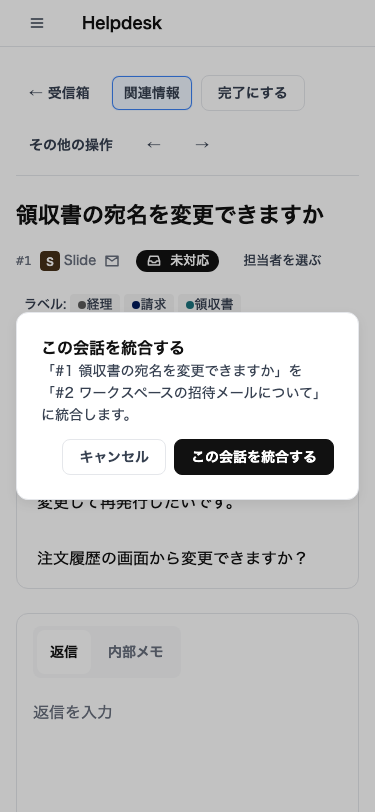 Helpdesk
← 受信箱
関連情報
完了にする
その他の操作
←
→
領収書の宛名を変更できますか
#1
S
Slide
未対応
担当者を選ぶ
ラベル:
経理
請求
領収書
この会話を統合する
「#1 領収書の宛名を変更できますか」を
「#2 ワークスペースの招待メールについて」
に統合します。
キャンセル
この会話を統合する
変更して再発行したいです。
注文履歴の画面から変更できますか？
返信
内部メモ
返信を入力